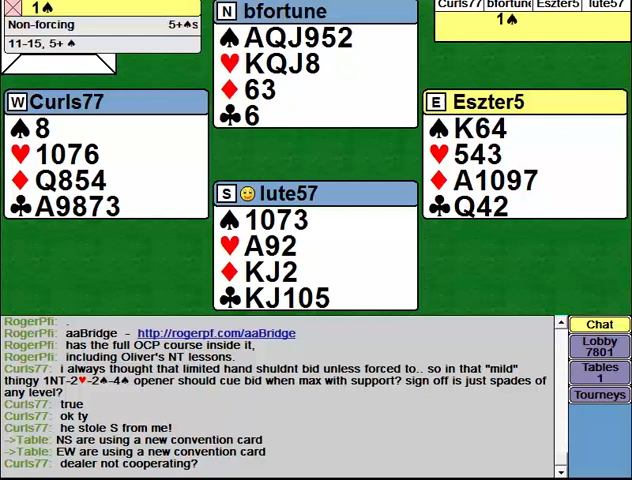 1♠
Non-forcing 5+♠s
11-15, 5+ ♠
N bfortune
♠AQJ952
♥KQJ8
♦63
♣6
Curls77 bfortune Eszter5 lute57
1♠
W Curls77
♠8
♥1076
♦Q854
♣A9873
E Eszter5
♠K64
♥543
♦A1097
♣Q42
S lute57
♠1073
♥A92
♦KJ2
♣KJ105
RogerPfi: .
RogerPfi: aaBridge - http://rogerpf.com/aaBridge
RogerPfi: has the full OCP course inside it,
RogerPfi: including Oliver's NT lessons.
Curls77: i always thought that limited hand shuldnt bid unless forced to.. so in that "mild"
thingy 1NT-2♥-2♠-4♠ opener should cue bid when max with support? sign off is just spades of
any level?
Curls77: true
Curls77: ok ty
Curls77: he stole S from me!
->Table: NS are using a new convention card
->Table: EW are using a new convention card
Curls77: dealer not cooperating?
Chat
Lobby
7801
Tables
1
Tourneys